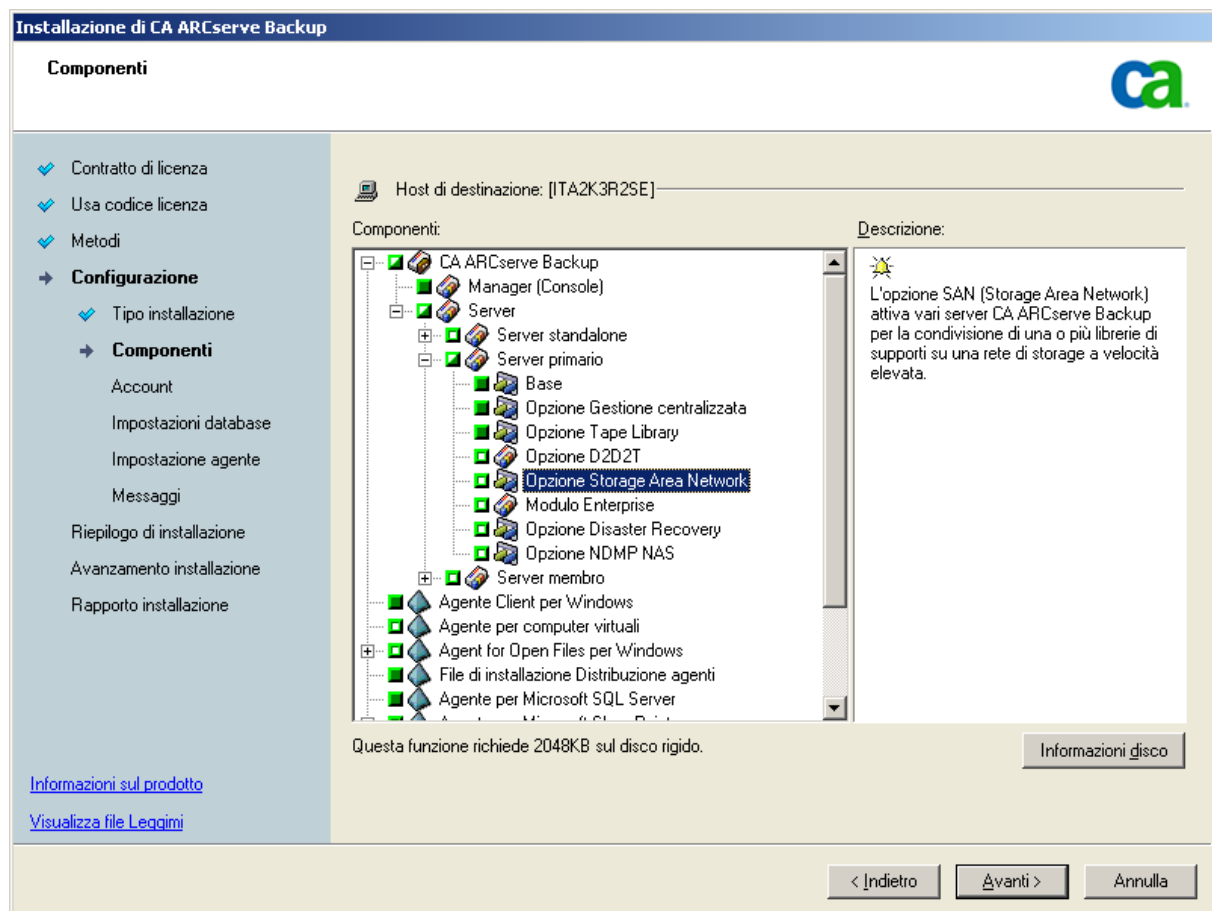 Installazione di CA ARCserve Backup
Componenti
ca
Contratto di licenza
Usa codice licenza
Metodi
Configurazione
Tipo installazione
Componenti
Account
Impostazioni database
Impostazione agente
Messaggi
Riepilogo di installazione
Avanzamento installazione
Rapporto installazione
Informazioni sul prodotto
Visualizza file Leggimi
Host di destinazione: [ITA2K3R2SE]
Componenti:
CA ARCserve Backup
Manager (Console)
Server
Server standalone
Server primario
Base
Opzione Gestione centralizzata
Opzione Tape Library
Opzione D2D2T
Opzione Storage Area Network
Modulo Enterprise
Opzione Disaster Recovery
Opzione NDMP NAS
Server membro
Agente Client per Windows
Agente per computer virtuali
Agent for Open Files per Windows
File di installazione Distribuzione agenti
Agente per Microsoft SQL Server
Descrizione:
L'opzione SAN (Storage Area Network)
attiva vari server CA ARCserve Backup
per la condivisione di una o più librerie di
supporti su una rete di storage a velocità
elevata.
Questa funzione richiede 2048KB sul disco rigido.
Informazioni disco
< Indietro
Avanti >
Annulla